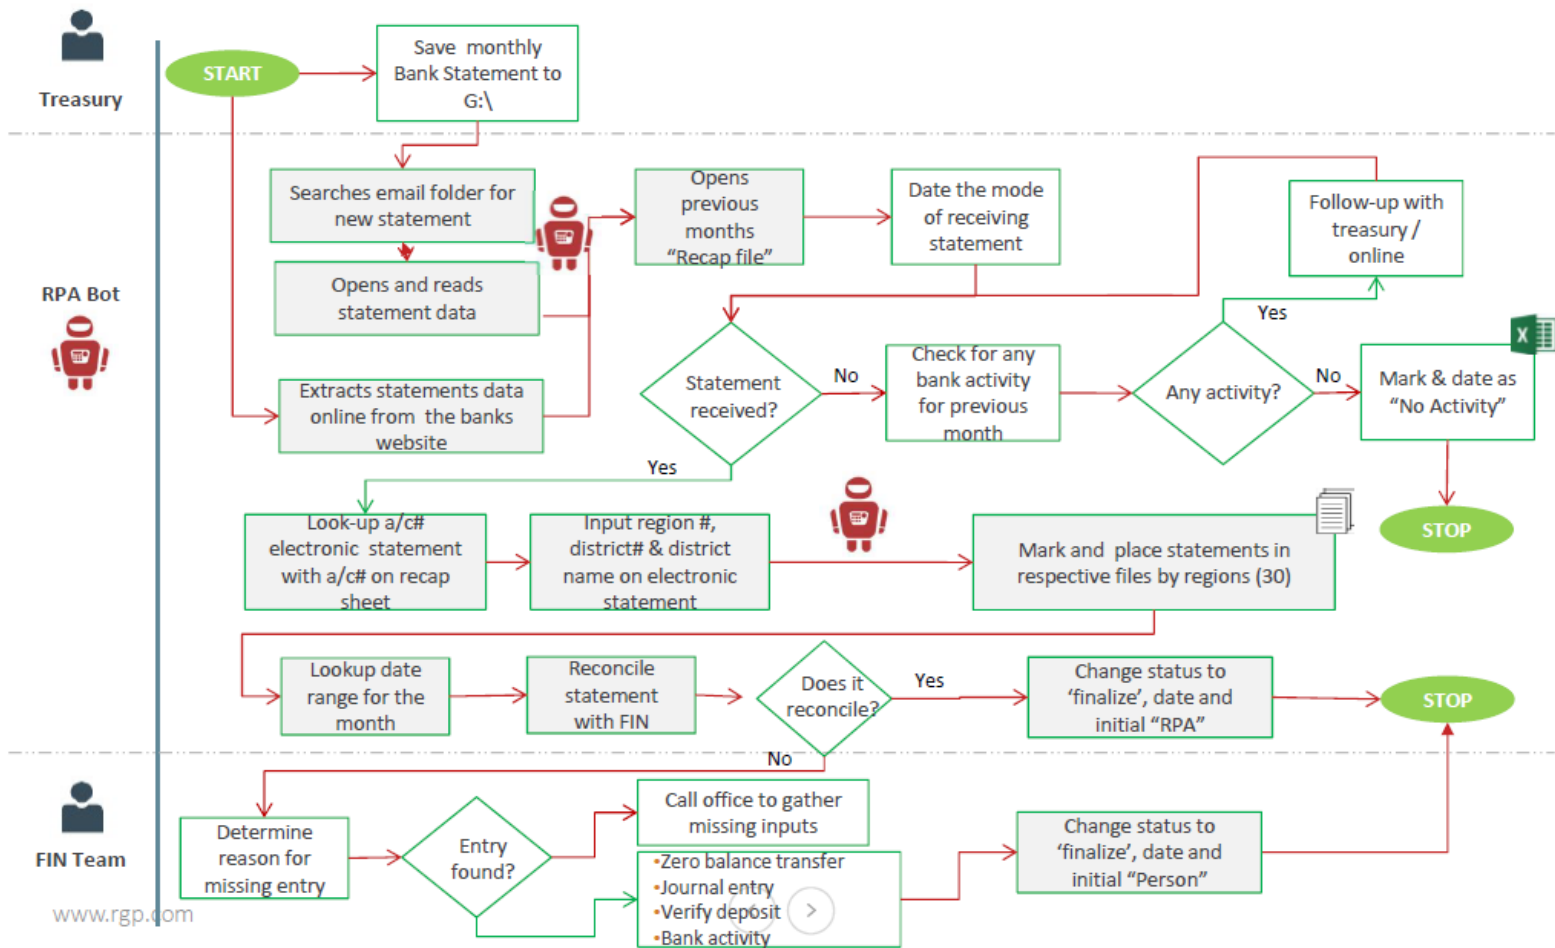 Treasury
START
Save monthly
Bank Statement to
G:\
RPA Bot
Searches email folder for
new statement
Opens and reads
statement data
Extracts statements data
online from the banks
website
Opens
previous
months
“Recap file”
Date the mode
of receiving
statement
Follow-up with
treasury /
online
Statement
received?
No
Check for any
bank activity
for previous
month
Any activity?
Yes
No
Mark & date as
“No Activity”
STOP
Yes
Look-up a/c#
electronic statement
with a/c# on recap
sheet
Input region #,
district# & district
name on electronic
statement
Mark and place statements in
respective files by regions (30)
Lookup date
range for the
month
Reconcile
statement
with FIN
Does it
reconcile?
Yes
Change status to
‘finalize’, date and
initial “RPA”
STOP
No
FIN Team
Determine
reason for
missing entry
Entry
found?
Call office to gather
missing inputs
•Zero balance transfer
•Journal entry
•Verify deposit
•Bank activity
Change status to
‘finalize’, date and
initial “Person”
www.rgp.com